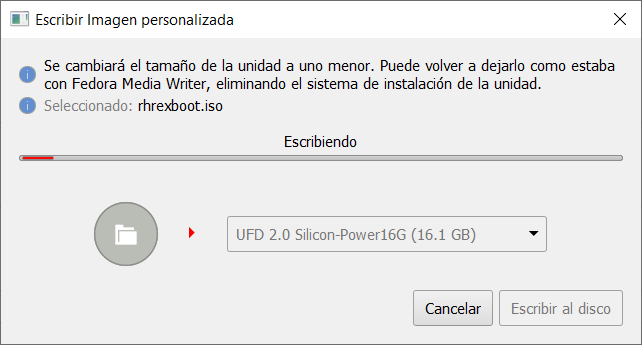 Escribir Imagen personalizada
Se cambiará el tamaño de la unidad a uno menor. Puede volver a dejarlo como estaba
con Fedora Media Writer, eliminando el sistema de instalación de la unidad.
Seleccionado: rhrexboot.iso
Escribiendo
UFD 2.0 Silicon-Power16G (16.1 GB)
Cancelar
Escribir al disco